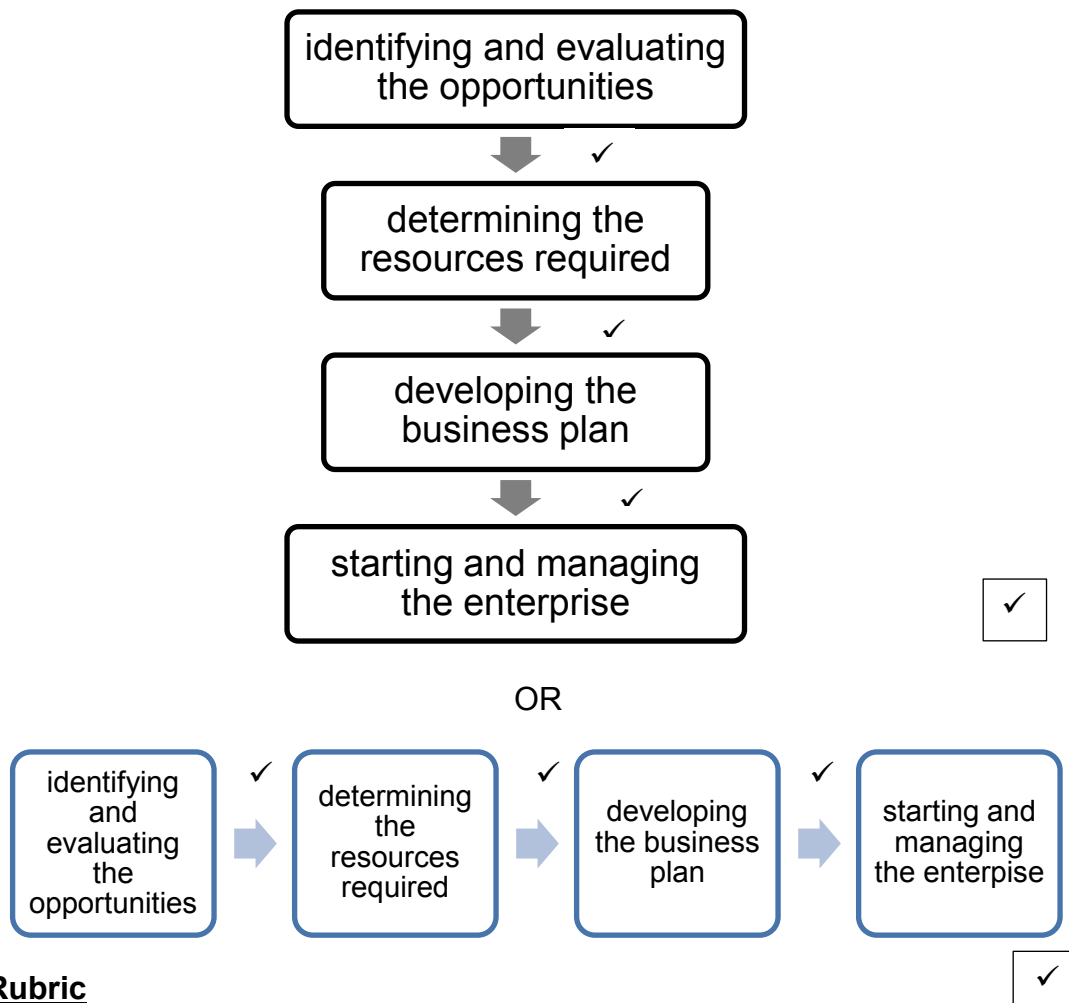 identifying and evaluating
the opportunities
✓
determining the
resources required
✓
developing the
business plan
✓
starting and managing
the enterprise
✓
OR
identifying
and
evaluating
the
opportunities
✓
determining
the
resources
required
✓
developing
the business
plan
✓
starting and
managing
the enterpise
✓
Rubric